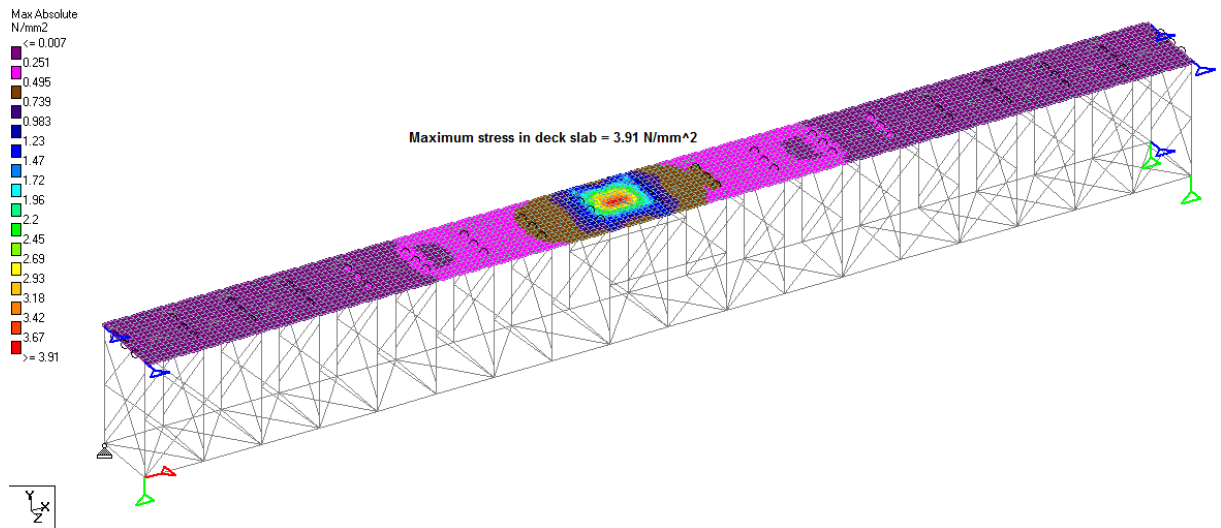 Max Absolute
N/mm2
<= 0.007
0.251
0.495
0.739
0.983
1.23
1.47
1.72
1.96
2.2
2.45
2.69
2.93
3.18
3.42
3.67
>= 3.91
Maximum stress in deck slab = 3.91 N/mm^2
Y
X
Z